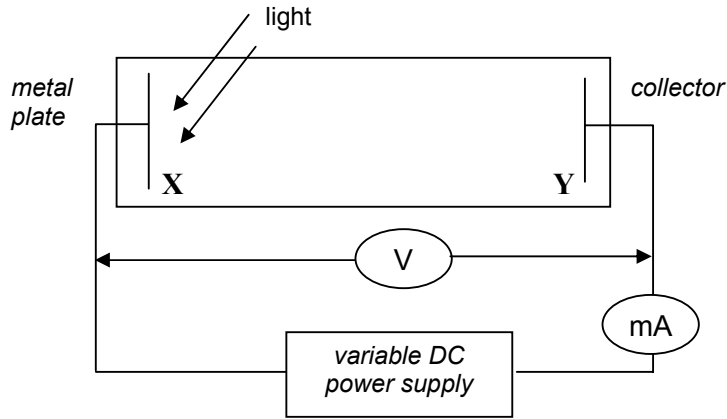 light
metal
plate
collector
X
Y
V
mA
variable DC
power supply